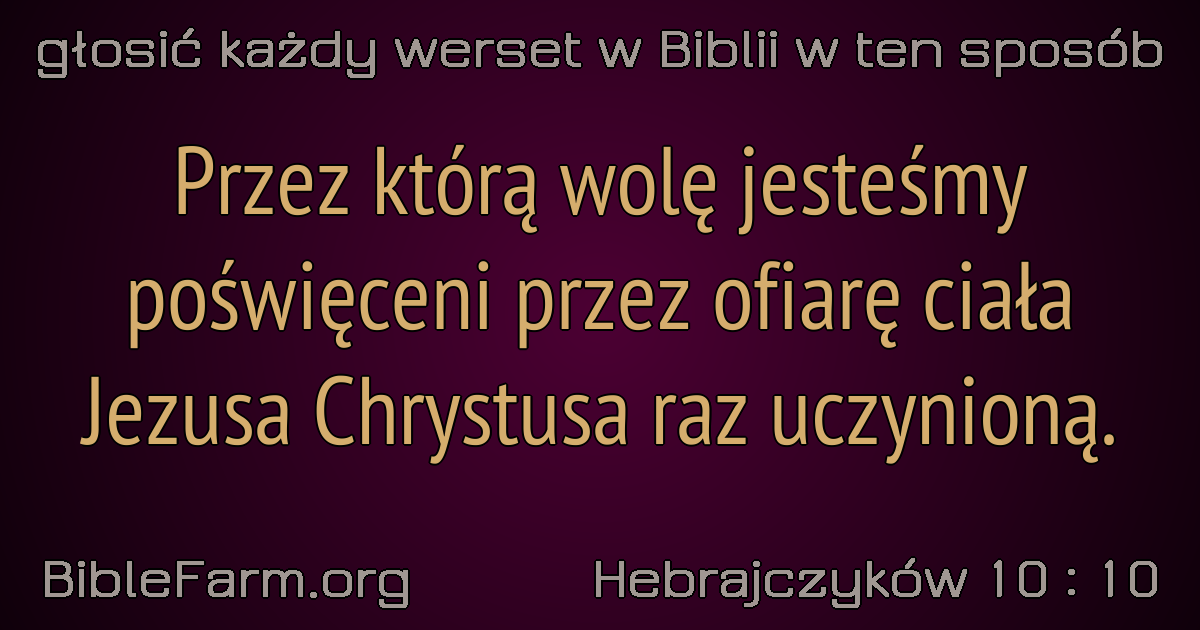 głosić każdy werset w Biblii w ten sposób
Przez którą wolę jesteśmy
poświęceni przez ofiarę ciała
Jezusa Chrystusa raz uczynioną.
BibleFarm.org
Hebrajczyków 10 : 10